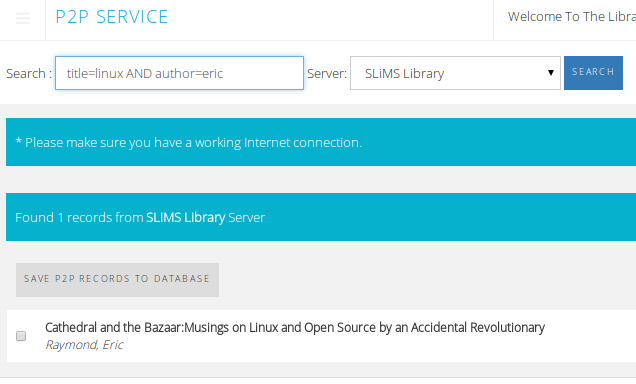 P2P SERVICE
Welcome To The Libra
Search : title=linux AND author=eric Server: SLiMS Library SEARCH
* Please make sure you have a working Internet connection.
Found 1 records from SLiMS Library Server
SAVE P2P RECORDS TO DATABASE
Cathedral and the Bazaar:Musings on Linux and Open Source by an Accidental Revolutionary
Raymond, Eric